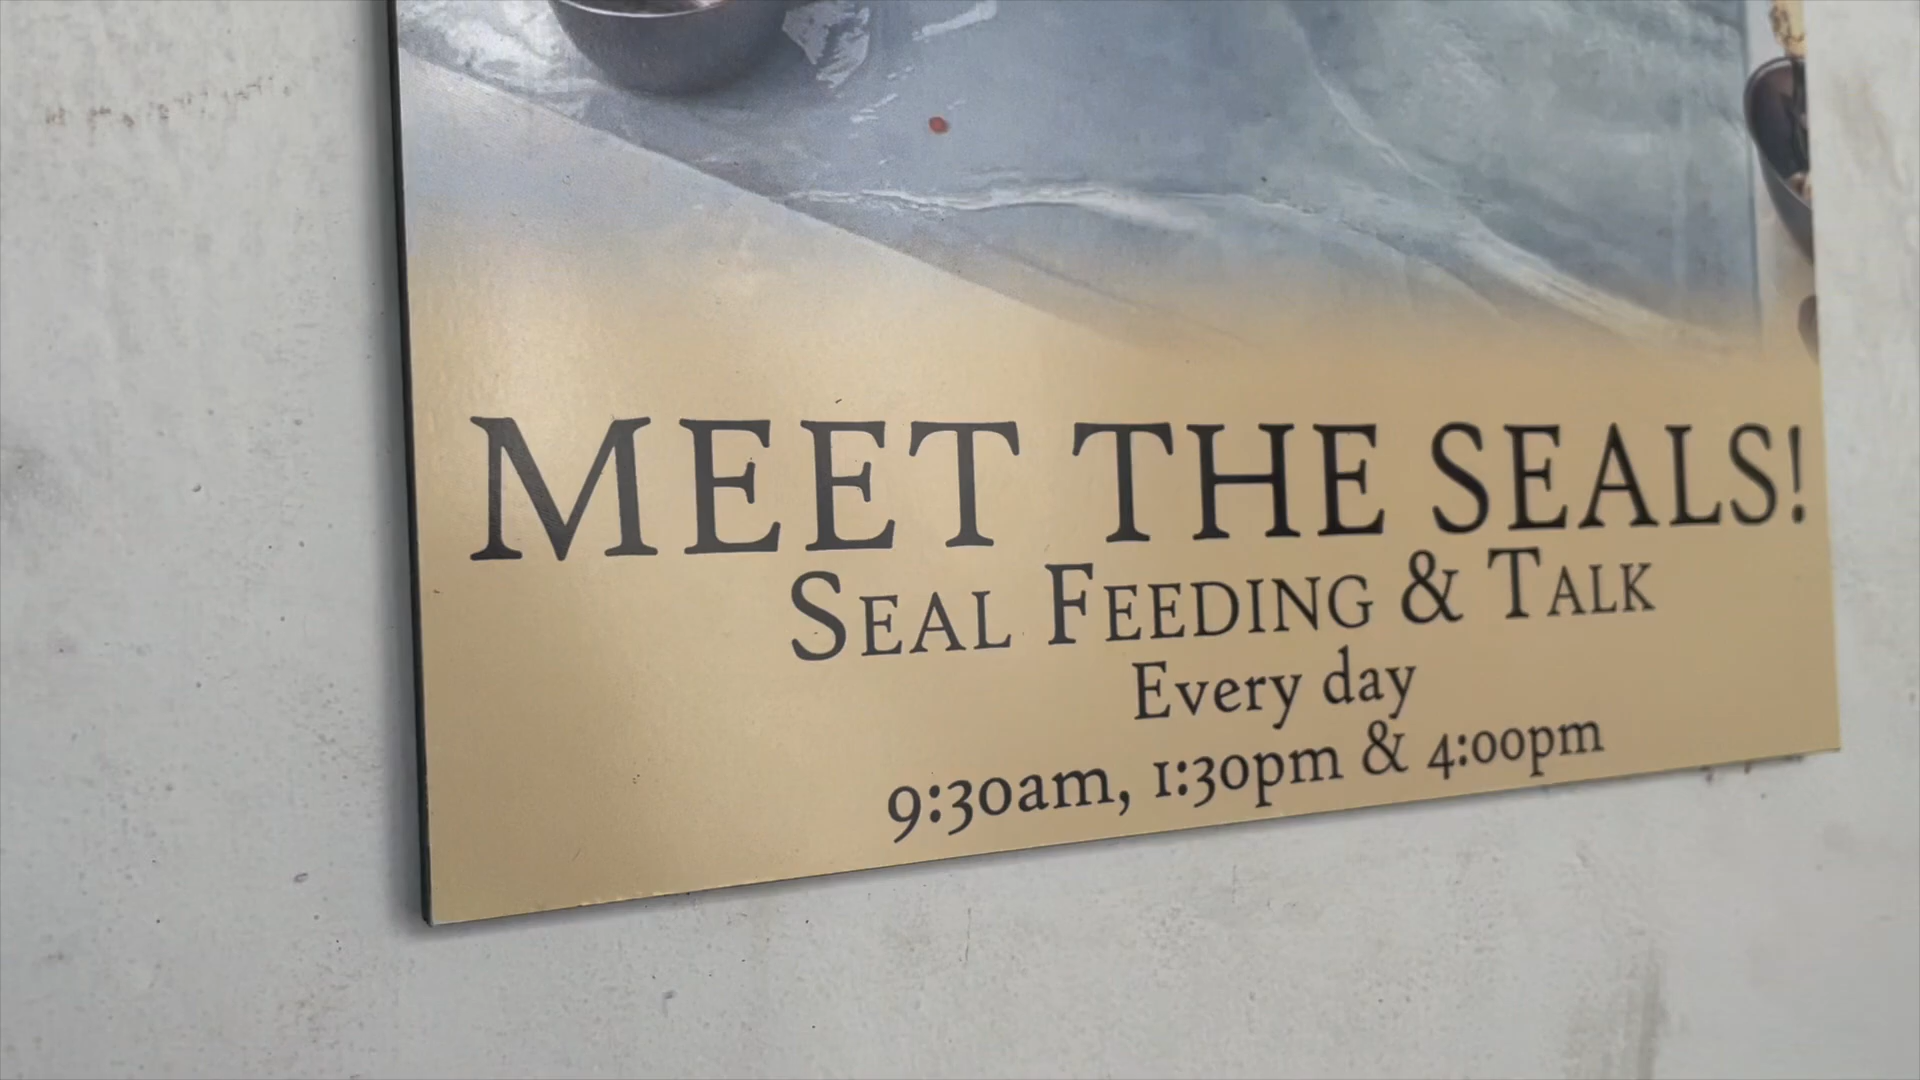 MEET THE SEALS!
SEAL FEEDING & TALK
Every day
9:30am, 1:30pm & 4:00pm